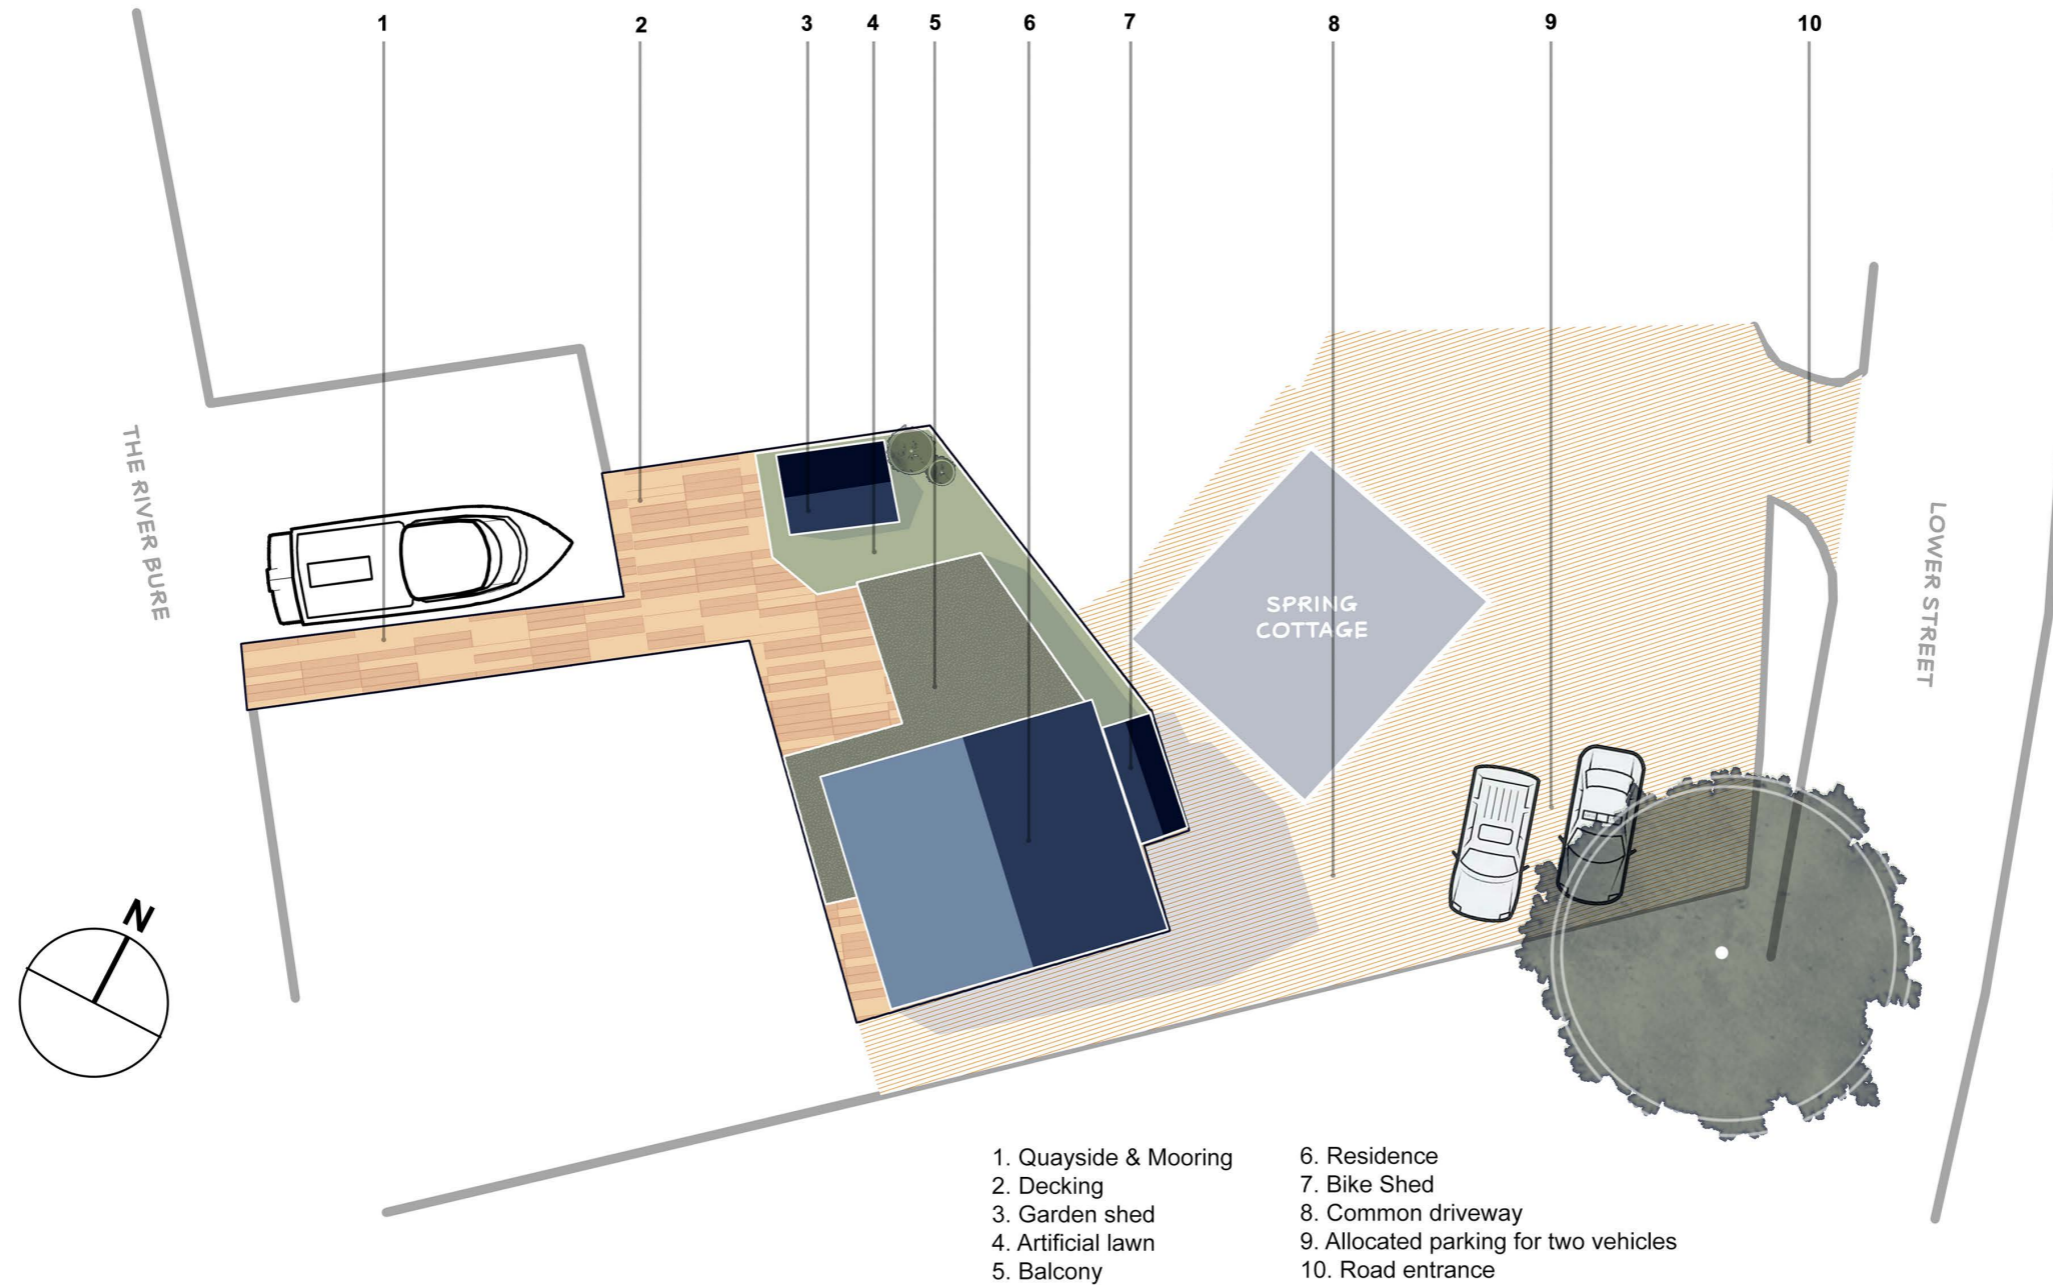 1 2 3 4 5 6 7 8 9 10
THE RIVER BURE
SPRING
COTTAGE
LOWER STREET
N
1. Quayside & Mooring
2. Decking
3. Garden shed
4. Artificial lawn
5. Balcony
6. Residence
7. Bike Shed
8. Common driveway
9. Allocated parking for two vehicles
10. Road entrance